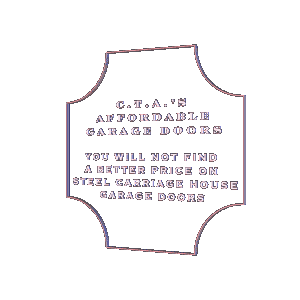 C.T.A.'S
AFFORDABLE
GARAGE DOORS
YOU WILL NOT FIND
A BETTER PRICE ON
STEEL CARRIAGE HOUSE
GARAGE DOORS